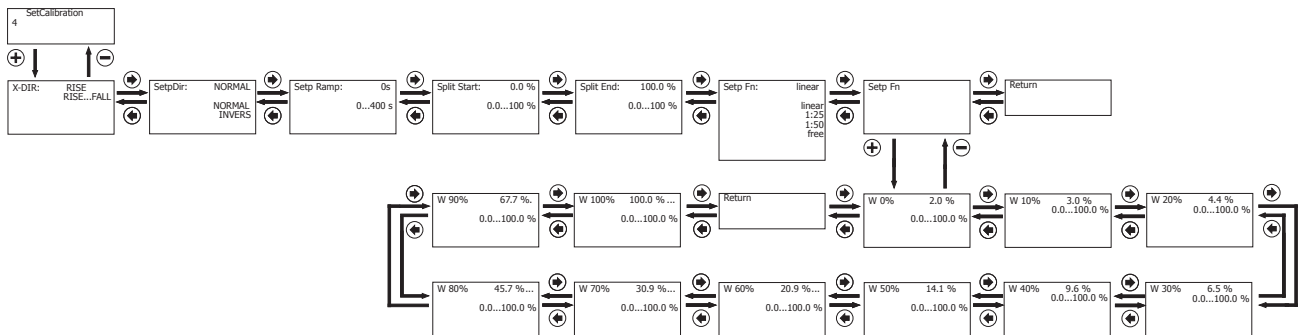 SetCalibration
4
X-DIR: RISE
RISE...FALL
SetpDir: NORMAL
NORMAL
INVERS
Setp Ramp: 0s
0...400 s
Split Start: 0.0 %
0.0...100 %
Split End: 100.0 %
0.0...100 %
Setp Fn: linear
linear
1:25
1:50
free
Setp Fn
Return
W 90% 67.7 %.
0.0...100.0 %
W 100% 100.0 %...
0.0...100.0 %
Return
W 0% 2.0 %
0.0...100.0 %
W 10% 3.0 %
0.0...100.0 %
W 20% 4.4 %
0.0...100.0 %
W 80% 45.7 %...
0.0...100.0 %
W 70% 30.9 %...
0.0...100.0 %
W 60% 20.9 %...
0.0...100.0 %
W 50% 14.1 %
0.0...100.0 %
W 40% 9.6 %
0.0...100.0 %
W 30% 6.5 %
0.0...100.0 %